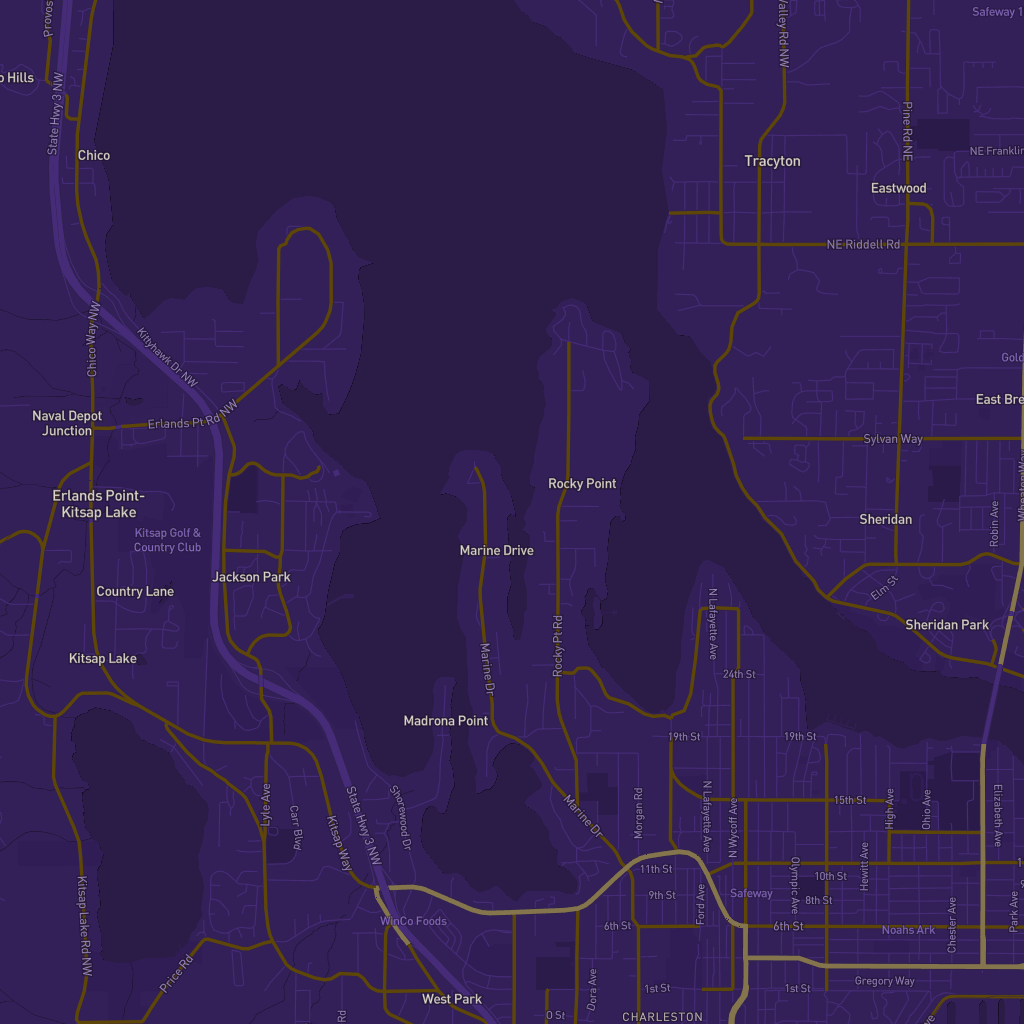 Provos
State Hwy 3 NW
o Hills
Chico
Valley Rd NW
Safeway 1
Pine Rd NE
NE Franklin
Tracyton
Eastwood
NE Riddell Rd
Chico Way NW
Kittyhawk Dr NW
Gold
East Bre
Naval Depot
Junction
Erlands Pt Rd NW
Sylvan Way
Rocky Point
Erlands Point-
Kitsap Lake
Robin Ave
Sheridan
Kitsap Golf &
Country Club
Marine Drive
Jackson Park
Country Lane
Elm St
N Lafayette Ave
Sheridan Park
Rocky Pt Rd
Kitsap Lake
Marine Dr
24th St
Madrona Point
19th St
19th St
Lyle Ave
Carr Blvd
Kitsap Way
State Hwy 3 NW
Shorewood Dr
Marine Dr
Morgan Rd
N Lafayette Ave
N Wycoff Ave
15th St
High Ave
Ohio Ave
Elizabeth Ave
11th St
10th St
Hewitt Ave
Olympic Ave
9th St
Ford Ave
Safeway
8th St
Kitsap Lake Rd NW
WinCo Foods
6th St
6th St
Noahs Ark
Chester Ave
Park Ave
Price Rd
Dora Ave
1st St
1st St
Gregory Way
West Park
Rd
0 St
CHARLESTON